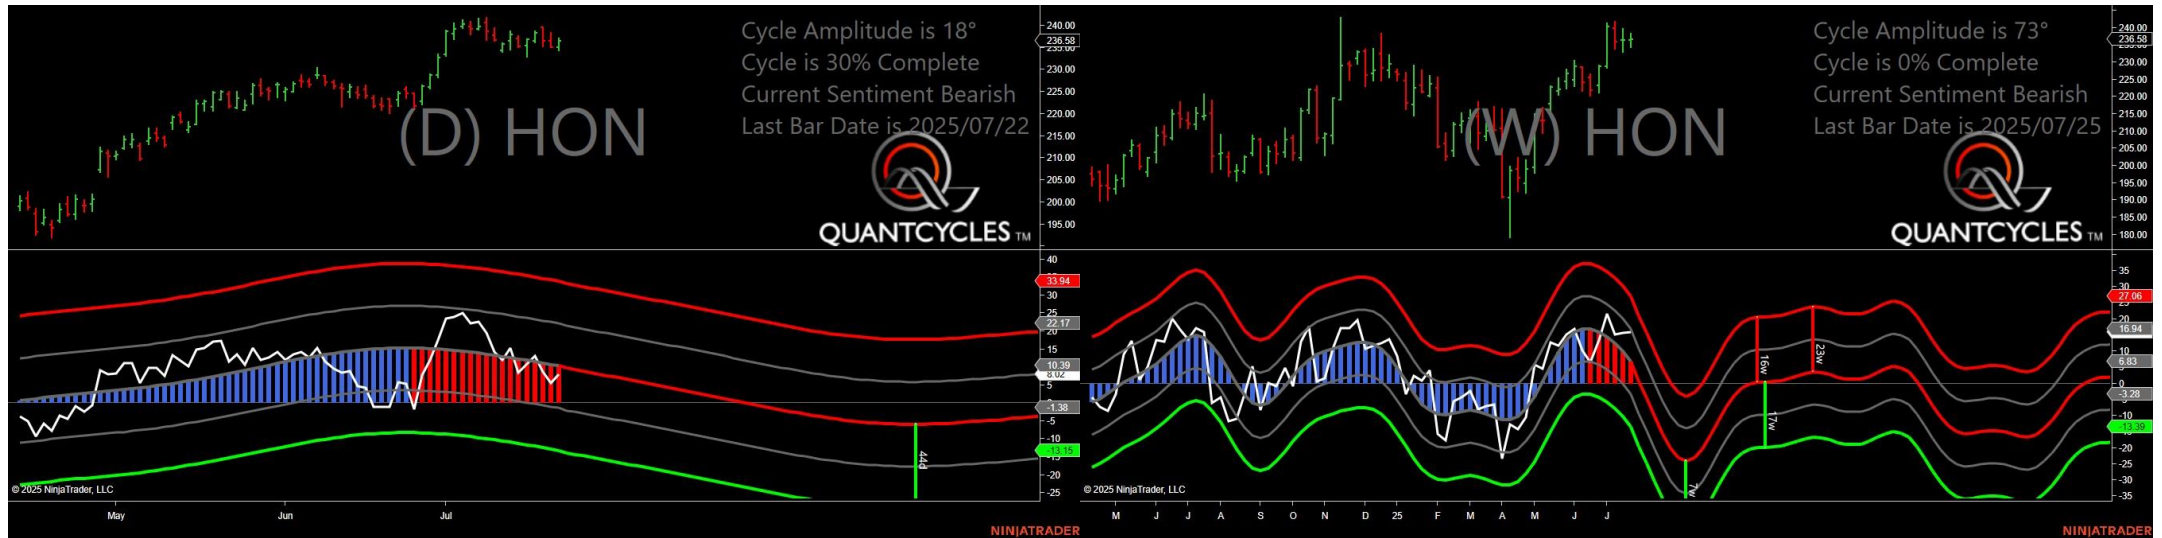 Cycle Amplitude is 18°
Cycle is 30% Complete
Current Sentiment Bearish
Last Bar Date is 2025/07/22
(D) HON
QUANTCYCLES TM
240.00
236.58
235.00
230.00
225.00
220.00
215.00
210.00
205.00
200.00
195.00
40
33.94
30
25
22.17
20
15
10.39
8.02
5
-1.38
-5
-10
-13.15
-20
-25
44d
© 2025 NinjaTrader, LLC
May Jun Jul
NINJATRADER
Cycle Amplitude is 73°
Cycle is 0% Complete
Current Sentiment Bearish
Last Bar Date is 2025/07/25
(W) HON
QUANTCYCLES TM
240.00
236.58
230.00
225.00
220.00
215.00
210.00
205.00
200.00
195.00
190.00
185.00
180.00
35
30
27.06
20
16.94
10
6.83
0
-3.28
-10
-13.39
-20
-25
-30
-35
16w
23w
17w
7w
© 2025 NinjaTrader, LLC
M J J A S O N D 25 F M A M J J
NINJATRADER